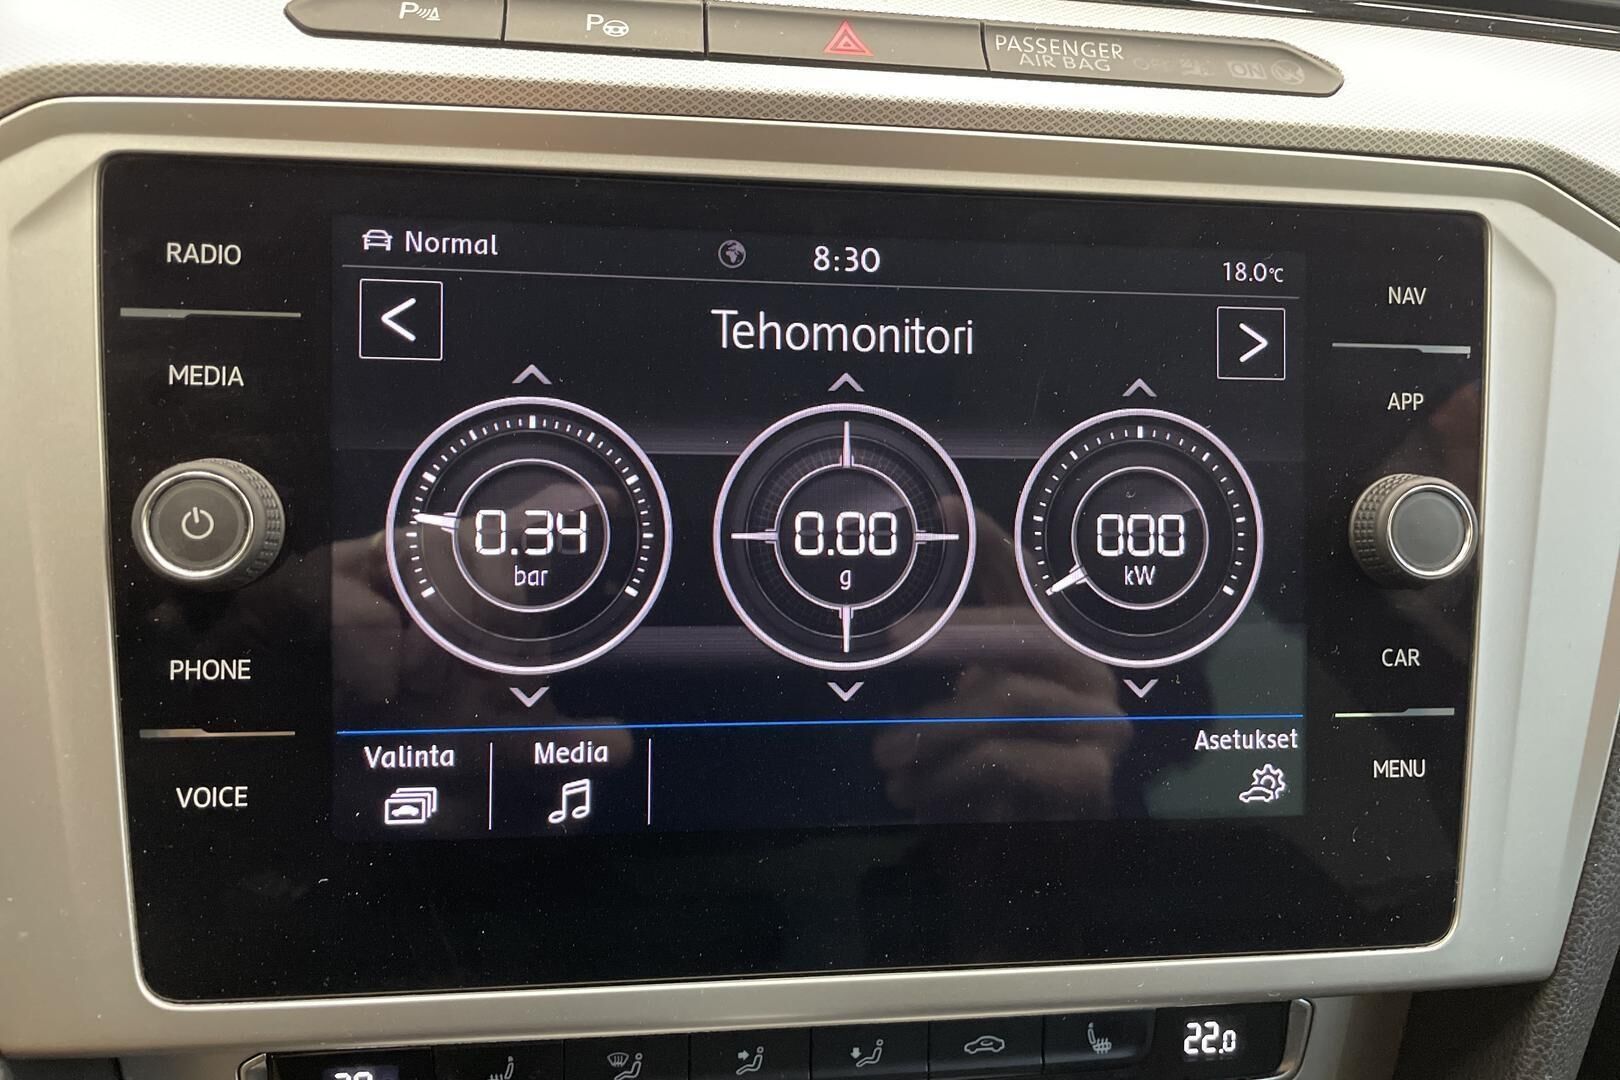 P
P
PASSENGER
AIR BAG
ON
RADIO
MEDIA
PHONE
VOICE
Normal
8:30
18.0°C
<
Tehomonitori
>
0.34
bar
0.00
g
000
kW
Valinta
Media
Asetukset
NAV
APP
CAR
MENU
22.0